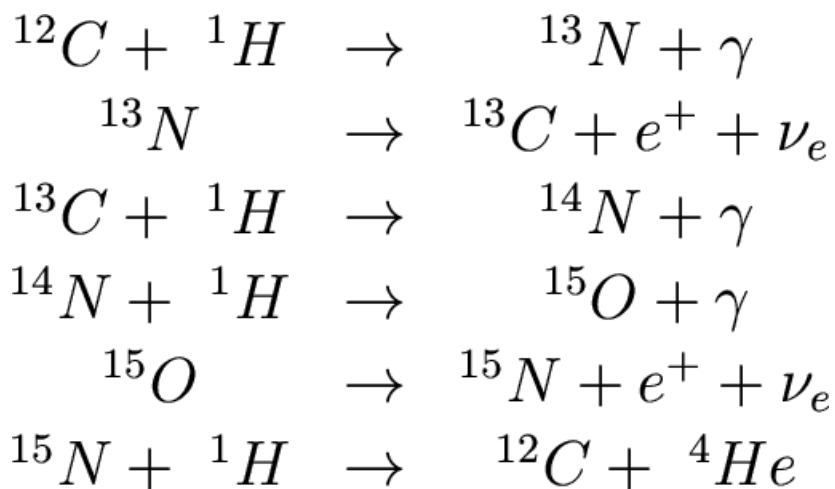 ¹²C + ¹H → ¹³N + γ
¹³N → ¹³C + e⁺ + νₑ
¹³C + ¹H → ¹⁴N + γ
¹⁴N + ¹H → ¹⁵O + γ
¹⁵O → ¹⁵N + e⁺ + νₑ
¹⁵N + ¹H → ¹²C + ⁴He